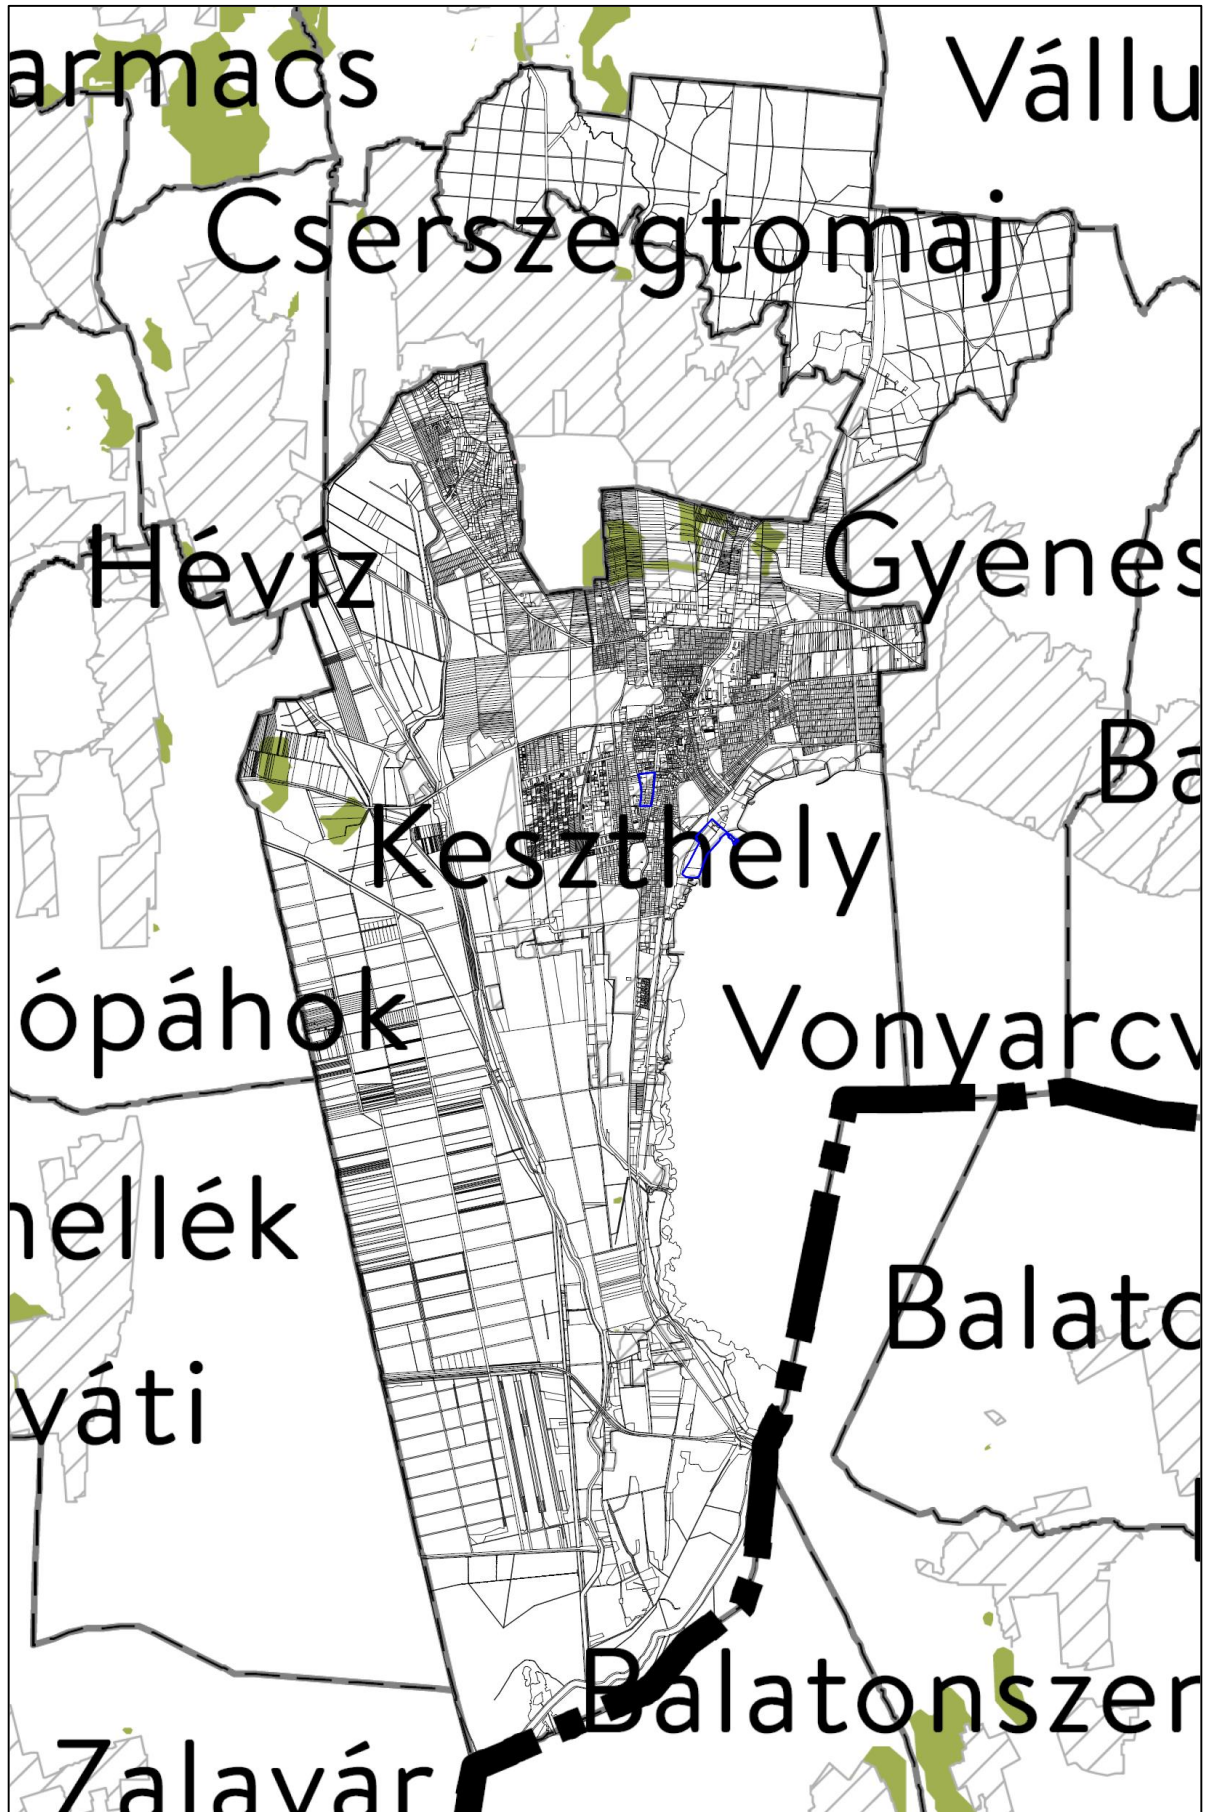 armacs
Vállu
Cserszegtomaj
Hévíz
Gyenes
Ba
Keszthely
ópáhok
Vonyarcv
nellék
Balato
váti
Balatonszer
Zalavár